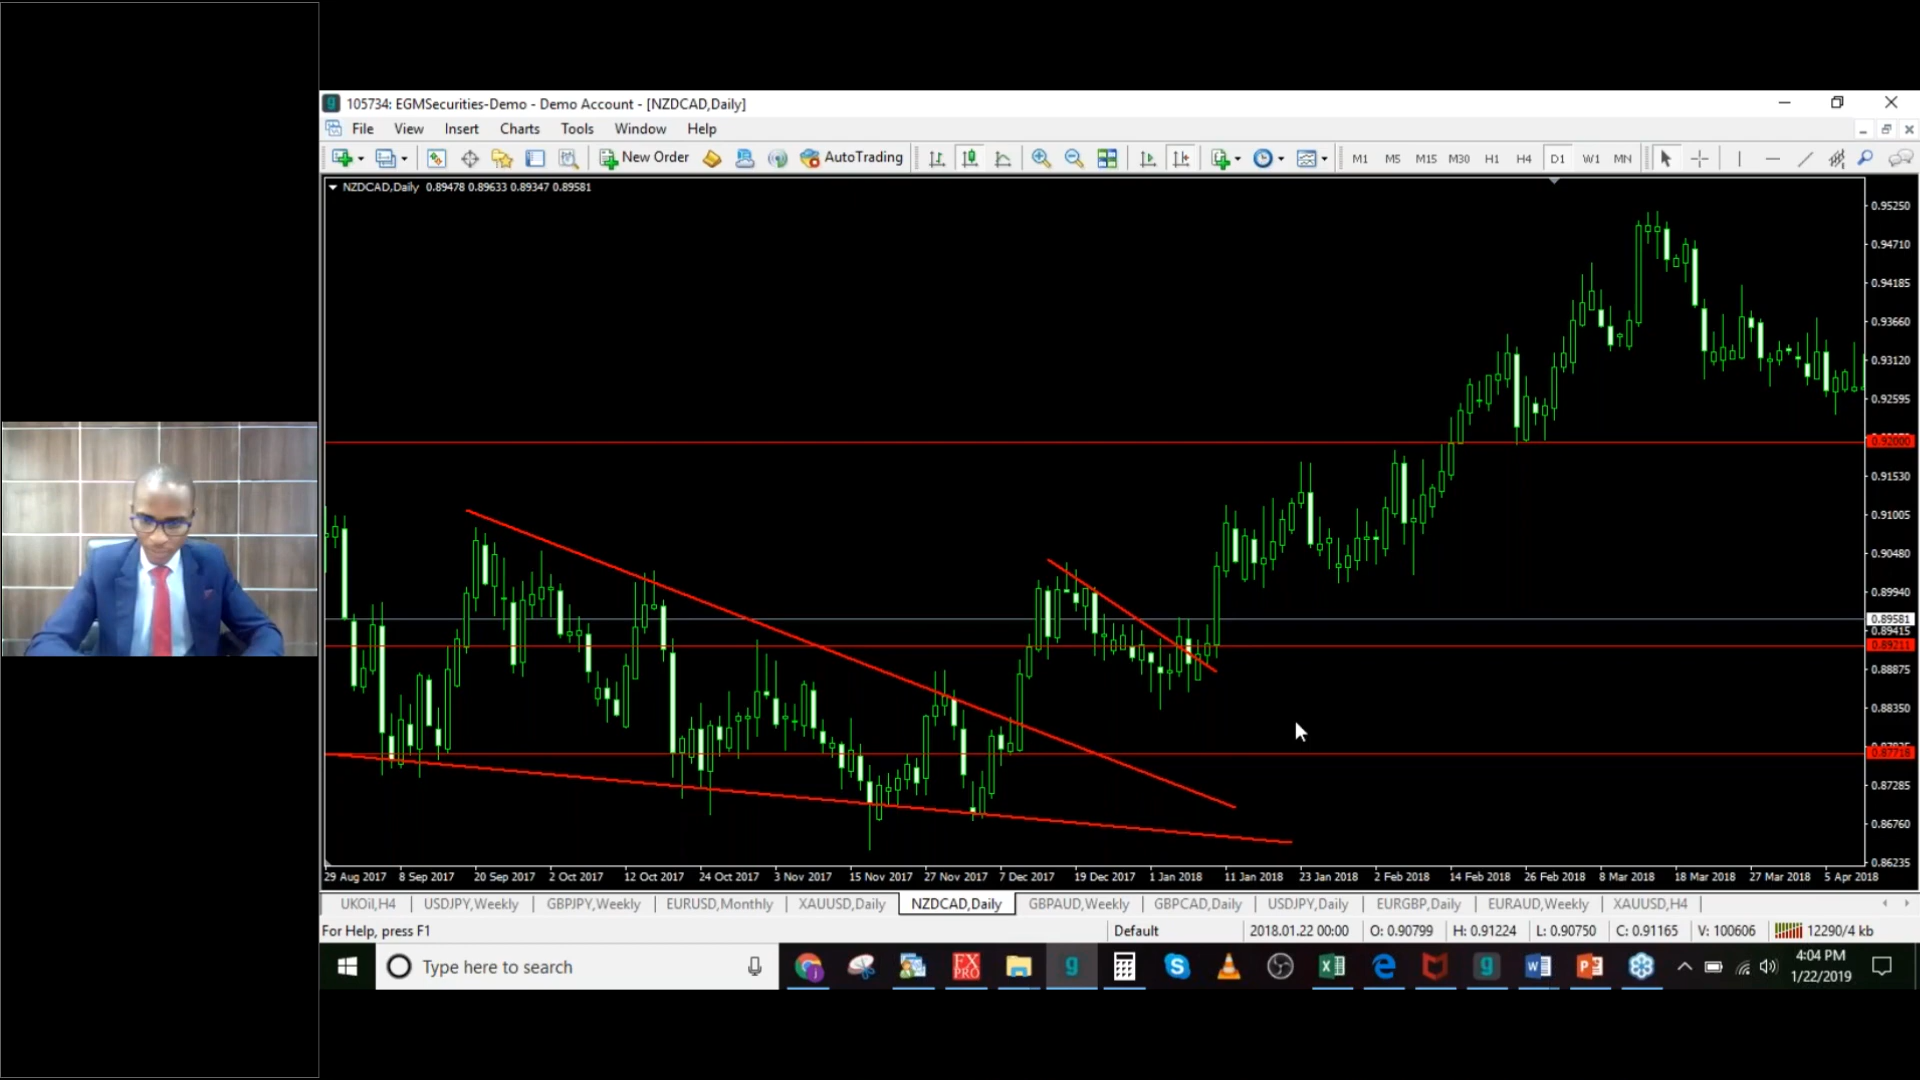 105734: EGMSecurities-Demo - Demo Account - [NZDCAD,Daily]
File View Insert Charts Tools Window Help
New Order AutoTrading M1 M5 M15 M30 H1 H4 D1 W1 MN
NZDCAD,Daily 0.89478 0.89633 0.89347 0.89581
0.95250
0.94710
0.94185
0.93660
0.93120
0.92595
0.92000
0.91530
0.91005
0.90480
0.89940
0.89581
0.89415
0.89211
0.88875
0.88350
0.87718
0.87285
0.86760
0.86235
29 Aug 2017 8 Sep 2017 20 Sep 2017 2 Oct 2017 12 Oct 2017 24 Oct 2017 3 Nov 2017 15 Nov 2017 27 Nov 2017 7 Dec 2017 19 Dec 2017 1 Jan 2018 11 Jan 2018 23 Jan 2018 2 Feb 2018 14 Feb 2018 26 Feb 2018 8 Mar 2018 18 Mar 2018 27 Mar 2018 5 Apr 2018
UKOil,H4 USDJPY,Weekly GBPJPY,Weekly EURUSD,Monthly XAUUSD,Daily NZDCAD,Daily GBPAUD,Weekly GBPCAD,Daily USDJPY,Daily EURGBP,Daily EURAUD,Weekly XAUUSD,H4
For Help, press F1 Default 2018.01.22 00:00 O: 0.90799 H: 0.91224 L: 0.90750 C: 0.91165 V: 100606 12290/4 kb
Type here to search FX PRO 4:04 PM
1/22/2019